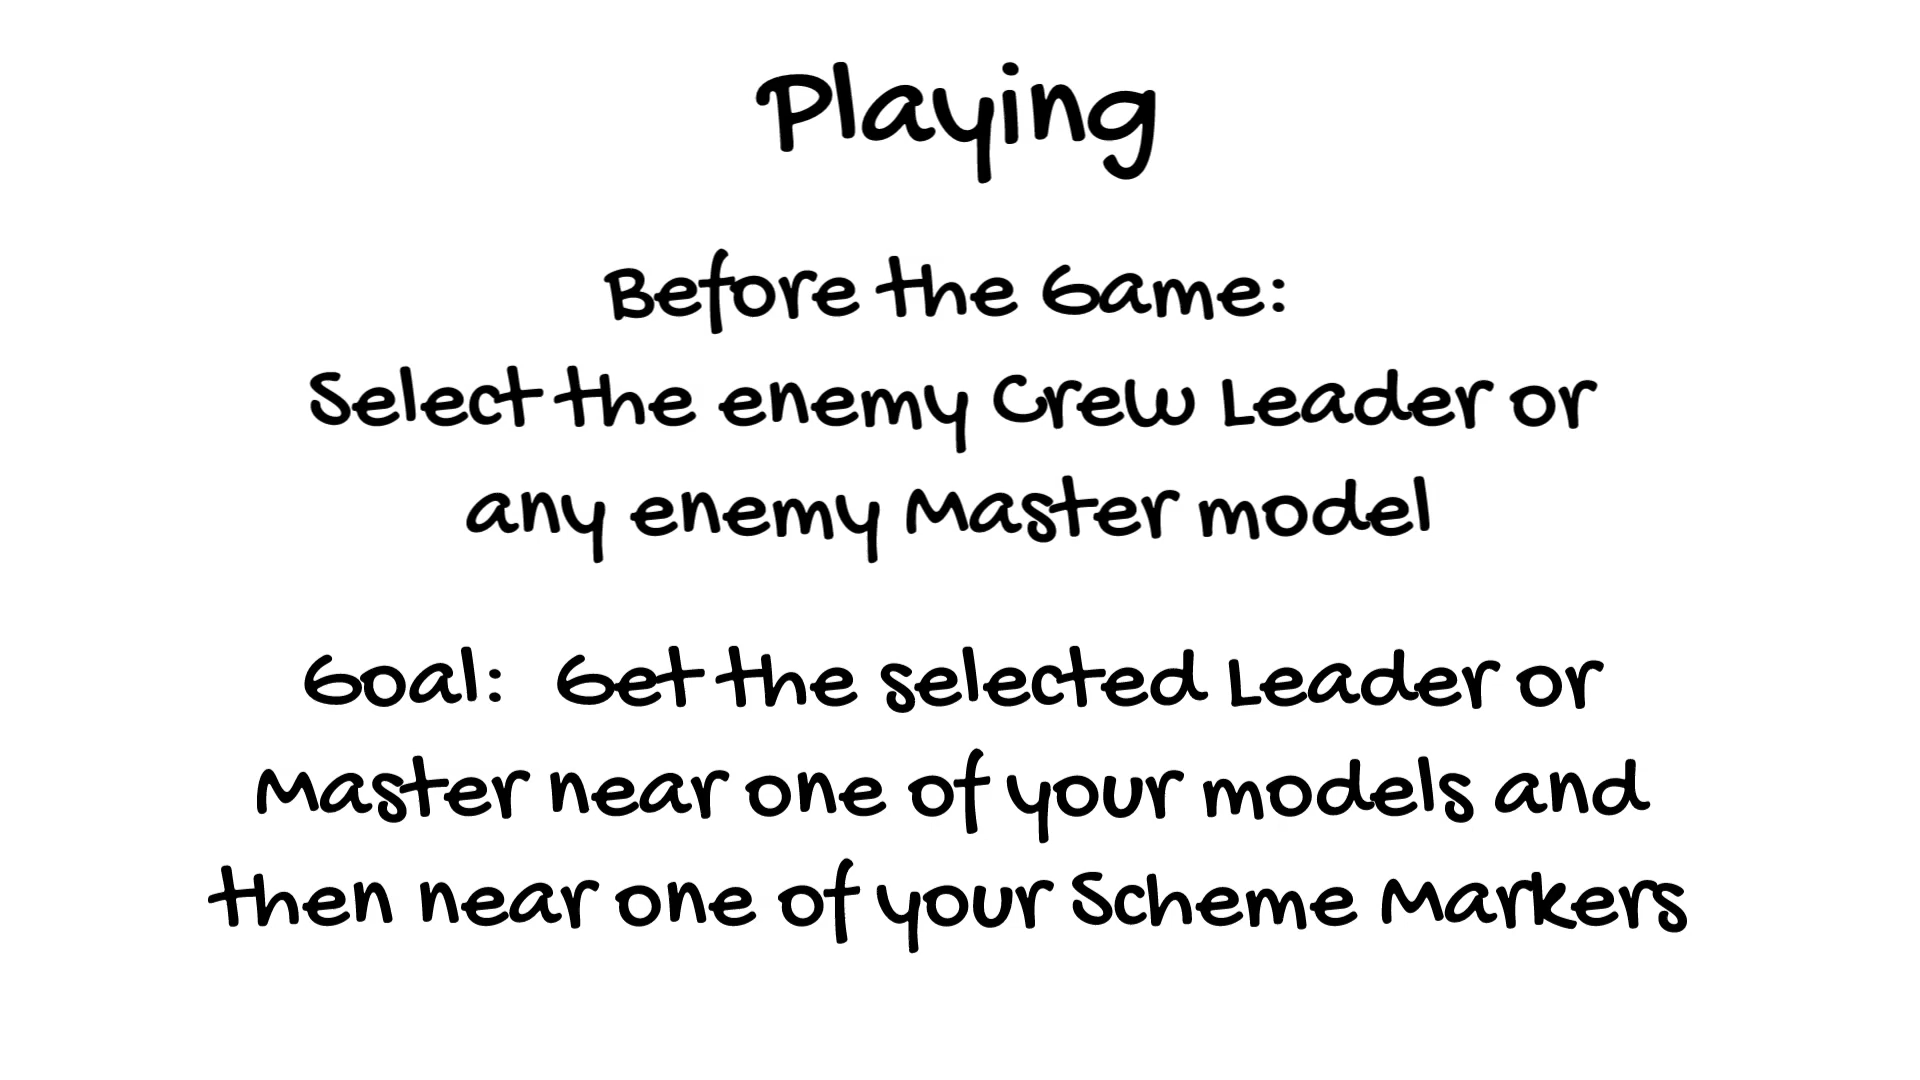 Playing
Before the Game:
Select the enemy Crew Leader or
any enemy Master model
Goal: Get the selected Leader or
Master near one of your models and
then near one of your Scheme Markers